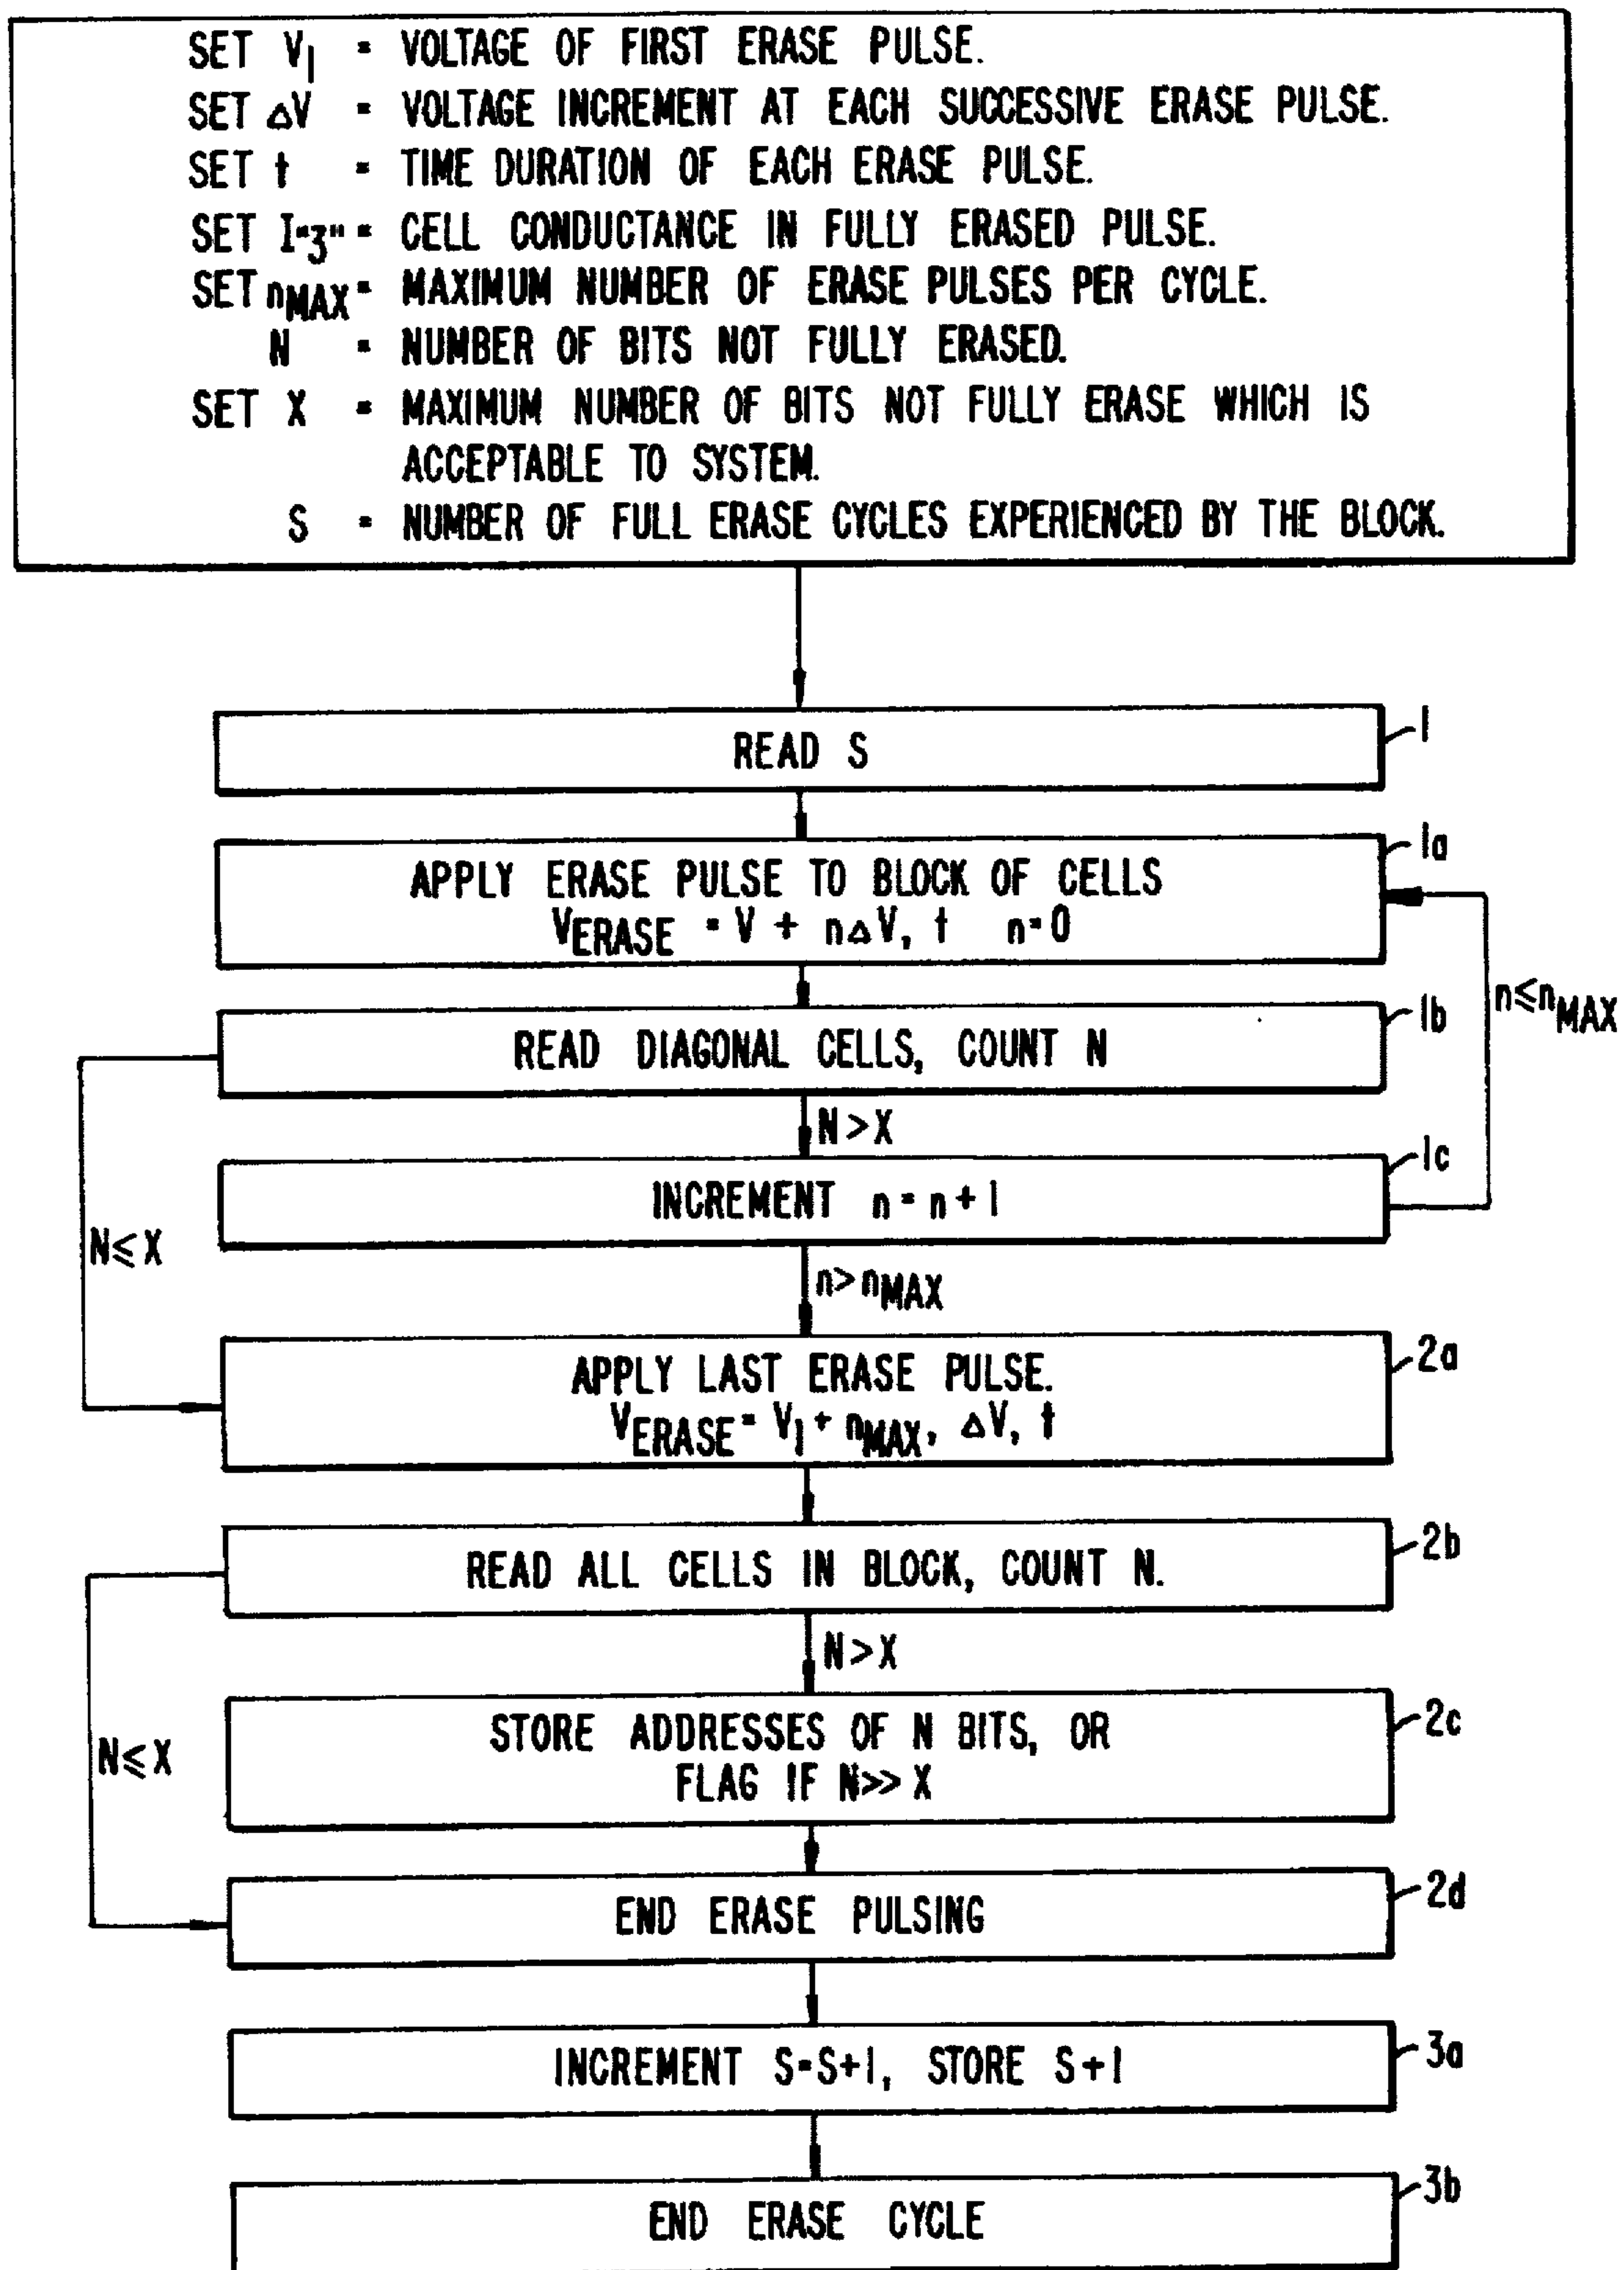 SET V1 = VOLTAGE OF FIRST ERASE PULSE.
SET ΔV = VOLTAGE INCREMENT AT EACH SUCCESSIVE ERASE PULSE.
SET t = TIME DURATION OF EACH ERASE PULSE.
SET I"3" = CELL CONDUCTANCE IN FULLY ERASED PULSE.
SET nMAX = MAXIMUM NUMBER OF ERASE PULSES PER CYCLE.
N = NUMBER OF BITS NOT FULLY ERASED.
SET X = MAXIMUM NUMBER OF BITS NOT FULLY ERASE WHICH IS
ACCEPTABLE TO SYSTEM.
S = NUMBER OF FULL ERASE CYCLES EXPERIENCED BY THE BLOCK.
READ S
1
APPLY ERASE PULSE TO BLOCK OF CELLS
VERASE = V + nΔV, t n=0
1a
READ DIAGONAL CELLS, COUNT N
1b
n≤nMAX
N>X
INCREMENT n=n+1
1c
N≤X
n>nMAX
APPLY LAST ERASE PULSE.
VERASE= V1 + nMAX, ΔV, t
2a
READ ALL CELLS IN BLOCK, COUNT N.
2b
N>X
STORE ADDRESSES OF N BITS, OR
FLAG IF N>>X
2c
N≤X
END ERASE PULSING
2d
INCREMENT S=S+1, STORE S+1
3a
END ERASE CYCLE
3b